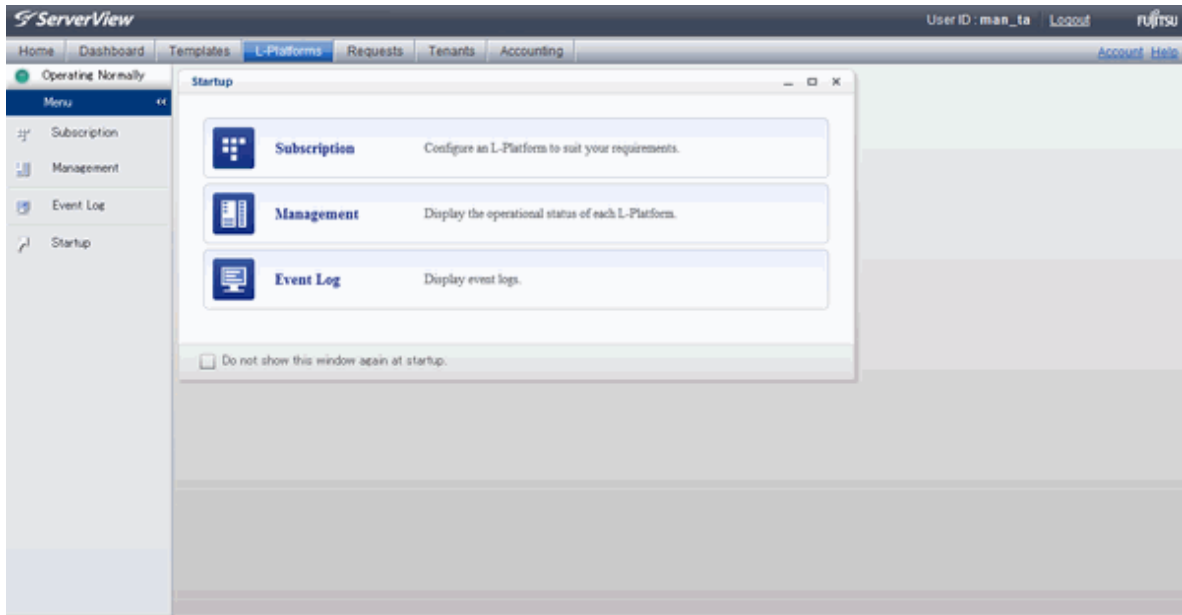 ServerView
User ID : man_ta Logout FUJITSU
Home Dashboard Templates L-Platforms Requests Tenants Accounting
Account Help
Operating Normally
Menu «
Subscription
Management
Event Log
Startup
Startup
Subscription Configure an L-Platform to suit your requirements.
Management Display the operational status of each L-Platform.
Event Log Display event logs.
Do not show this window again at startup.